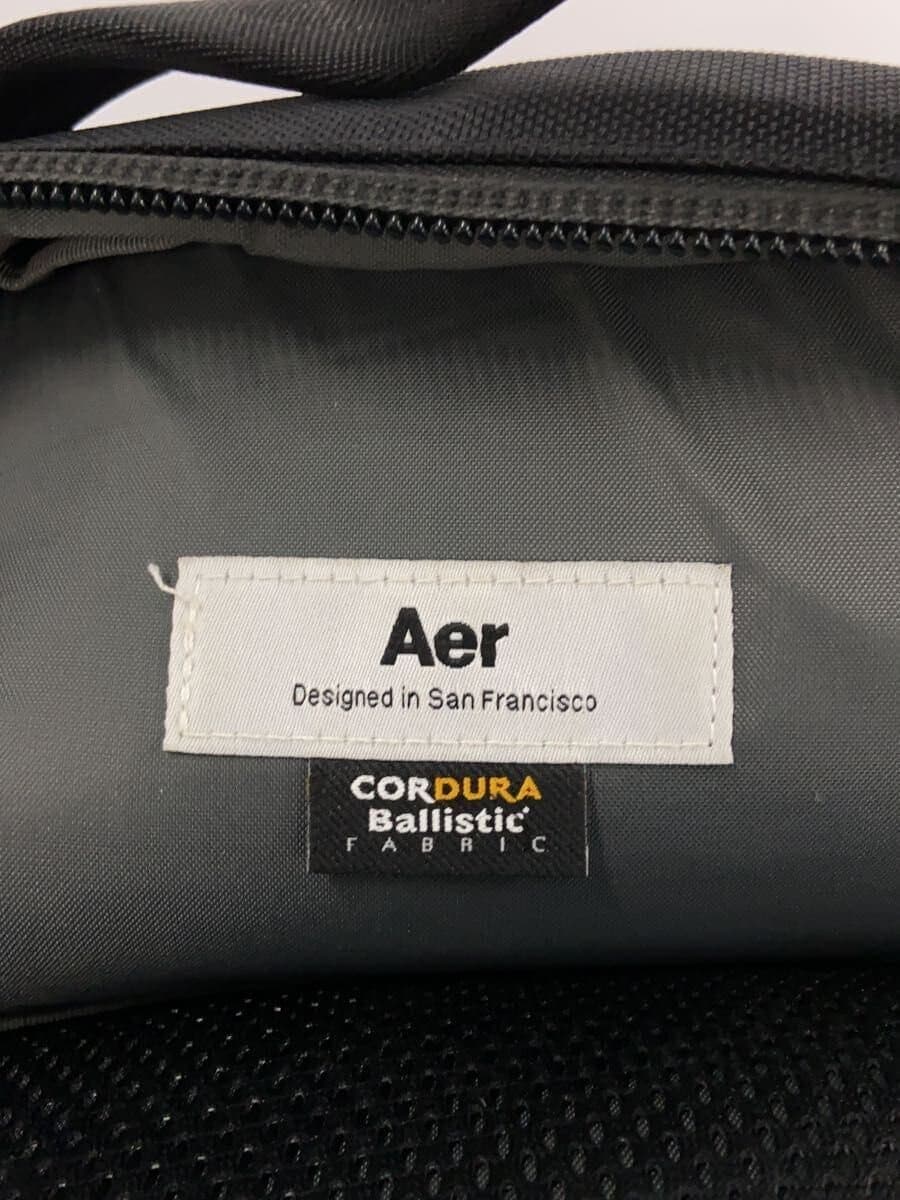 Aer
Designed in San Francisco
CORDURA
Ballistic
FABRIC